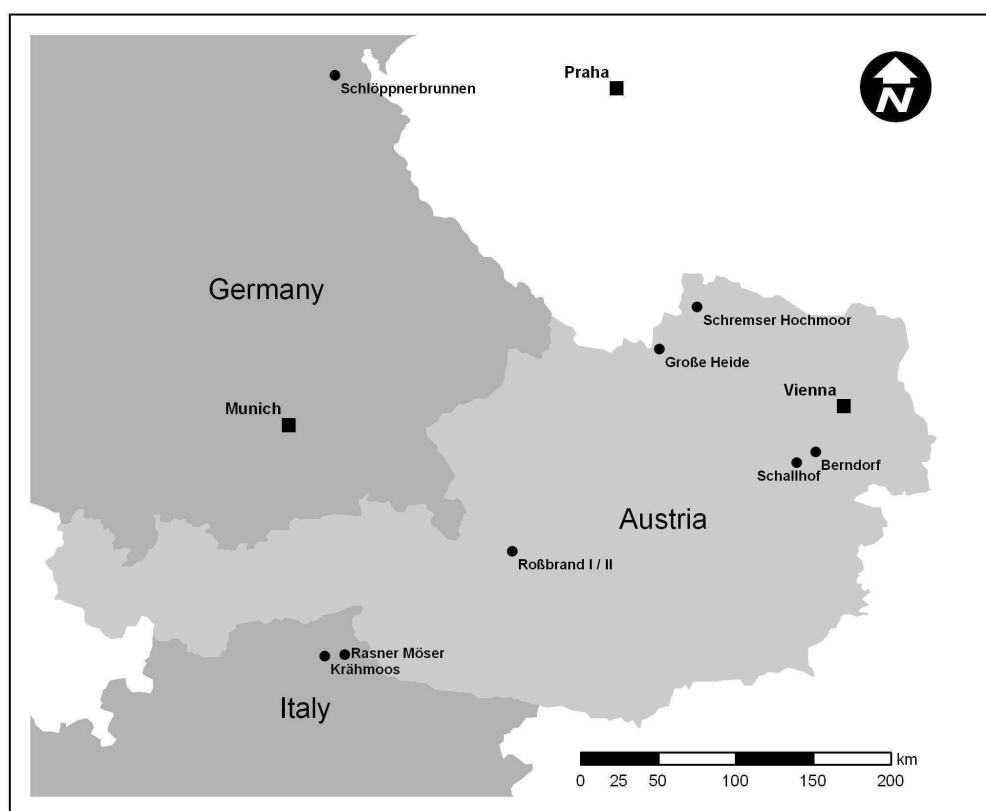 Praha
N
Schlöppnerbrunnen
Germany
Schremser Hochmoor
Große Heide
Vienna
Munich
Berndorf
Schallhof
Austria
Roßbrand I / II
Rasner Möser
Krähmoos
Italy
km
0 25 50 100 150 200